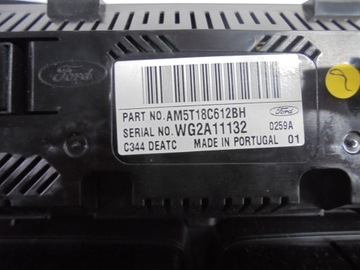 Ford
PART NO. AM5T18C612BH
Ford
SERIAL NO. WG2A11132 0259A
C344 DEATC MADE IN PORTUGAL 01